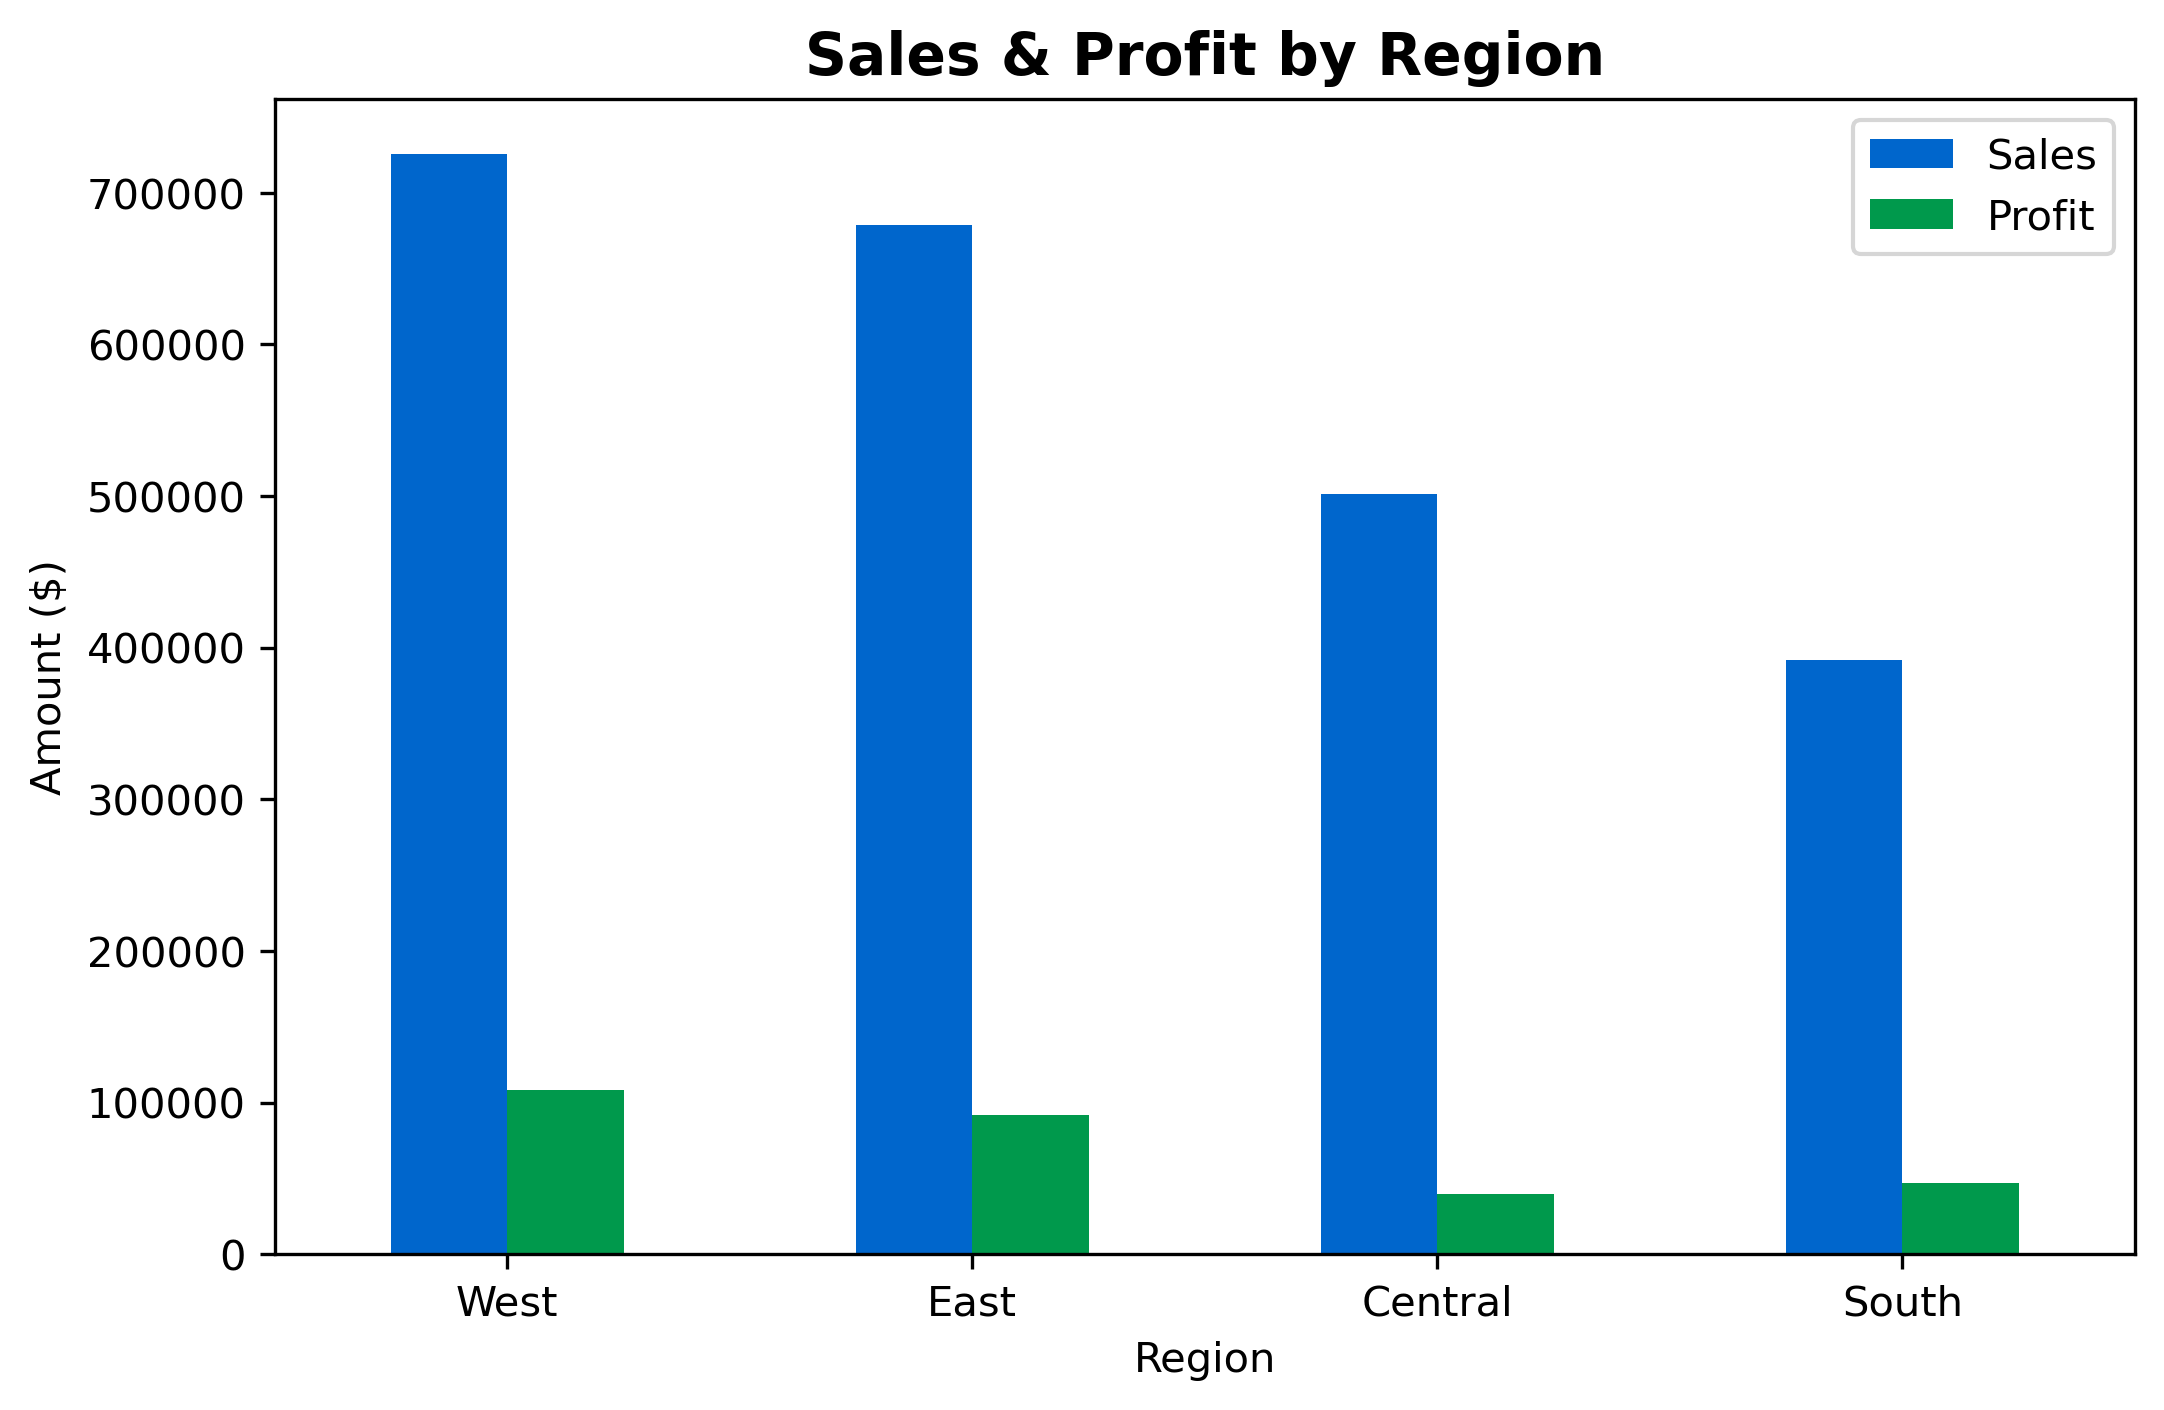 Sales & Profit by Region
Sales
Profit
Amount ($)
700000
600000
500000
400000
300000
200000
100000
0
West East Central South
Region